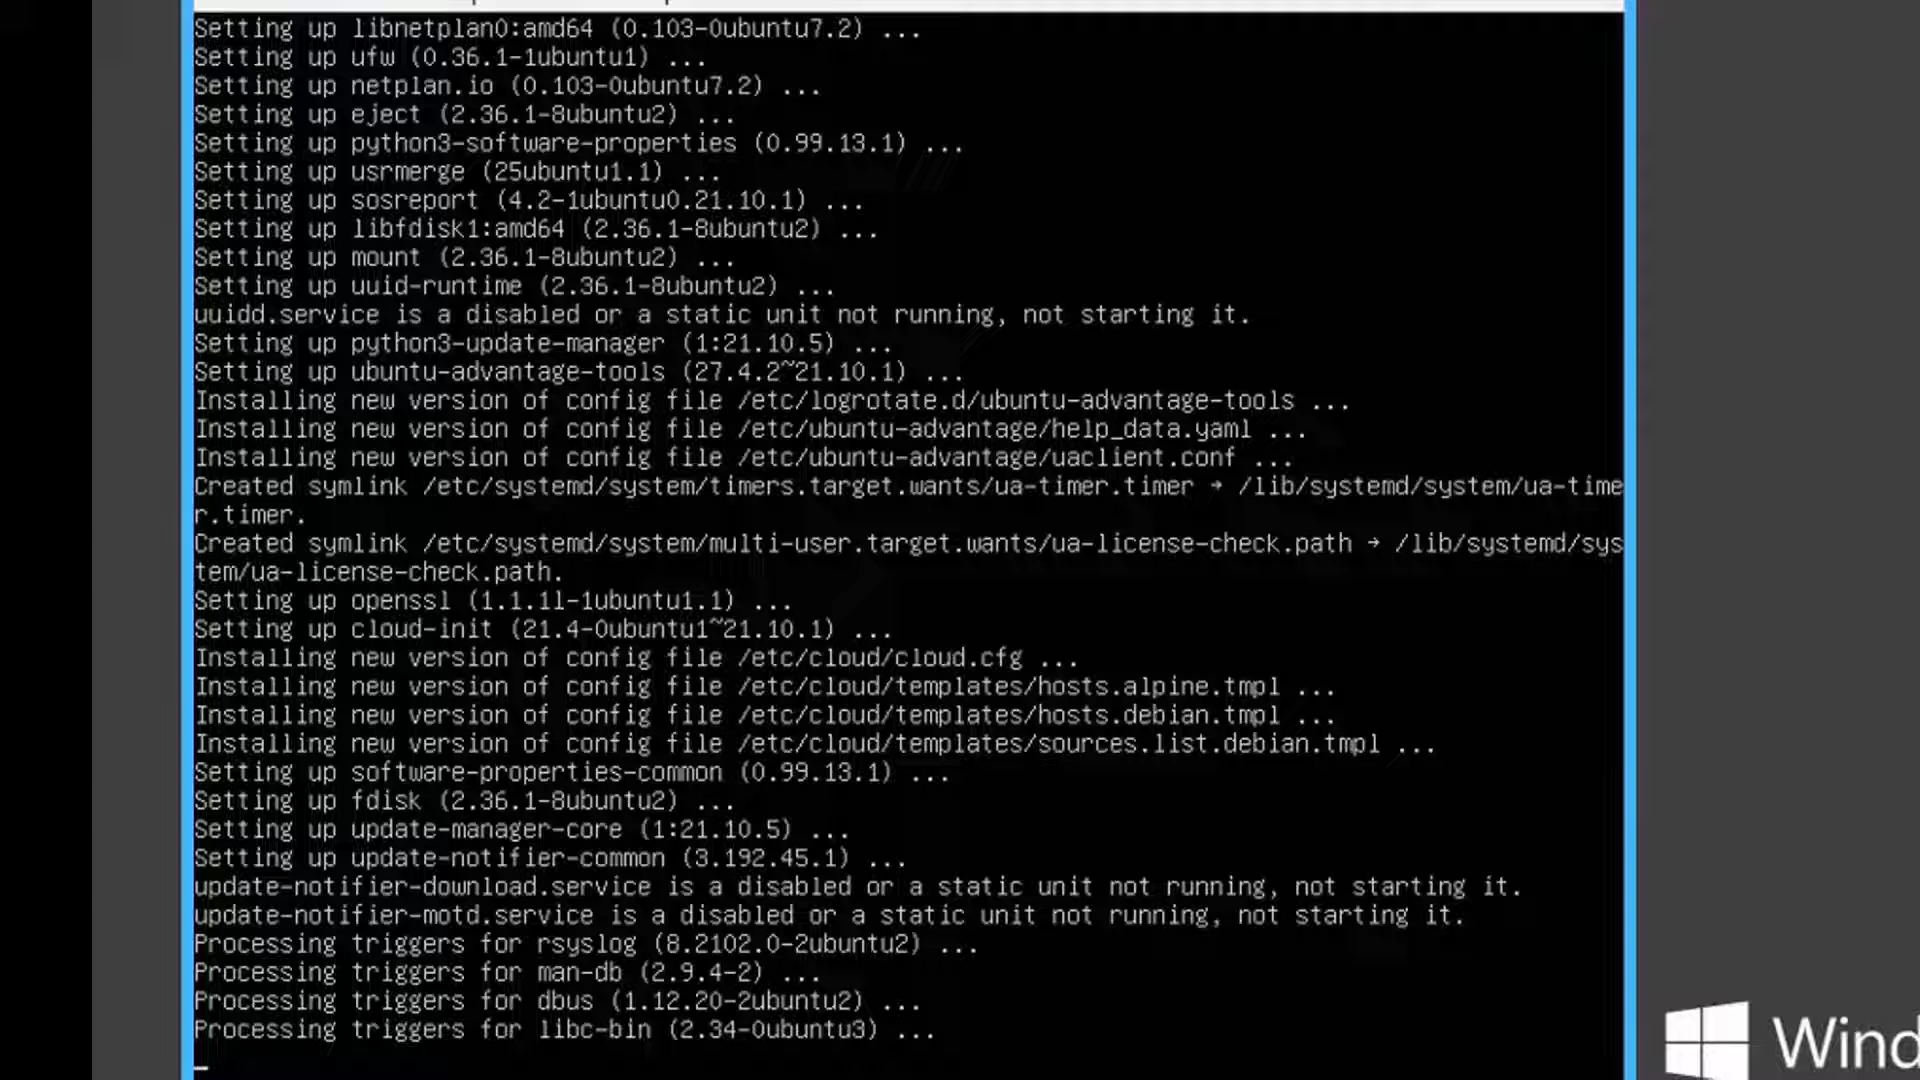 Setting up libnetplan0:amd64 (0.103-0ubuntu7.2) ...
Setting up ufw (0.36.1-1ubuntu1) ...
Setting up netplan.io (0.103-0ubuntu7.2) ...
Setting up eject (2.36.1-8ubuntu2) ...
Setting up python3-software-properties (0.99.13.1) ...
Setting up usrmerge (25ubuntu1.1) ...
Setting up sosreport (4.2-1ubuntu0.21.10.1) ...
Setting up libfdisk1:amd64 (2.36.1-8ubuntu2) ...
Setting up mount (2.36.1-8ubuntu2) ...
Setting up uuid-runtime (2.36.1-8ubuntu2) ...
uuidd.service is a disabled or a static unit not running, not starting it.
Setting up python3-update-manager (1:21.10.5) ...
Setting up ubuntu-advantage-tools (27.4.2~21.10.1) ...
Installing new version of config file /etc/logrotate.d/ubuntu-advantage-tools ...
Installing new version of config file /etc/ubuntu-advantage/help_data.yaml ...
Installing new version of config file /etc/ubuntu-advantage/uaclient.conf ...
Created symlink /etc/systemd/system/timers.target.wants/ua-timer.timer → /lib/systemd/system/ua-time
r.timer.
Created symlink /etc/systemd/system/multi-user.target.wants/ua-license-check.path → /lib/systemd/sys
tem/ua-license-check.path.
Setting up openssl (1.1.1l-1ubuntu1.1) ...
Setting up cloud-init (21.4-0ubuntu1~21.10.1) ...
Installing new version of config file /etc/cloud/cloud.cfg ...
Installing new version of config file /etc/cloud/templates/hosts.alpine.tmpl ...
Installing new version of config file /etc/cloud/templates/hosts.debian.tmpl ...
Installing new version of config file /etc/cloud/templates/sources.list.debian.tmpl ...
Setting up software-properties-common (0.99.13.1) ...
Setting up fdisk (2.36.1-8ubuntu2) ...
Setting up update-manager-core (1:21.10.5) ...
Setting up update-notifier-common (3.192.45.1) ...
update-notifier-download.service is a disabled or a static unit not running, not starting it.
update-notifier-motd.service is a disabled or a static unit not running, not starting it.
Processing triggers for rsyslog (8.2102.0-2ubuntu2) ...
Processing triggers for man-db (2.9.4-2) ...
Processing triggers for dbus (1.12.20-2ubuntu2) ...
Processing triggers for libc-bin (2.34-0ubuntu3) ...
Wind